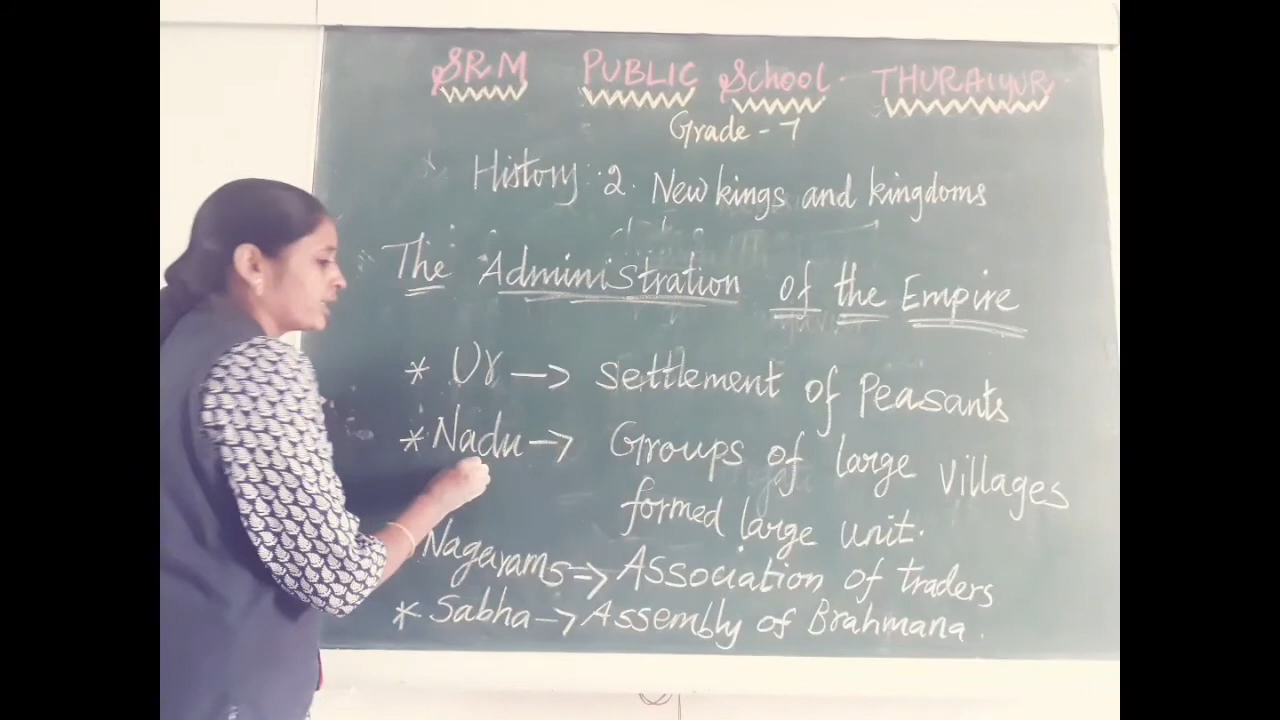 SRM PUBLIC School THURAIYUR
Grade - 7
History : 2. New kings and kingdoms
The Administration of the Empire
* Ur → Settlement of Peasants
* Nadu → Groups of large Villages
formed large unit.
Nagarams => Association of traders
* Sabha → Assembly of Brahmana.